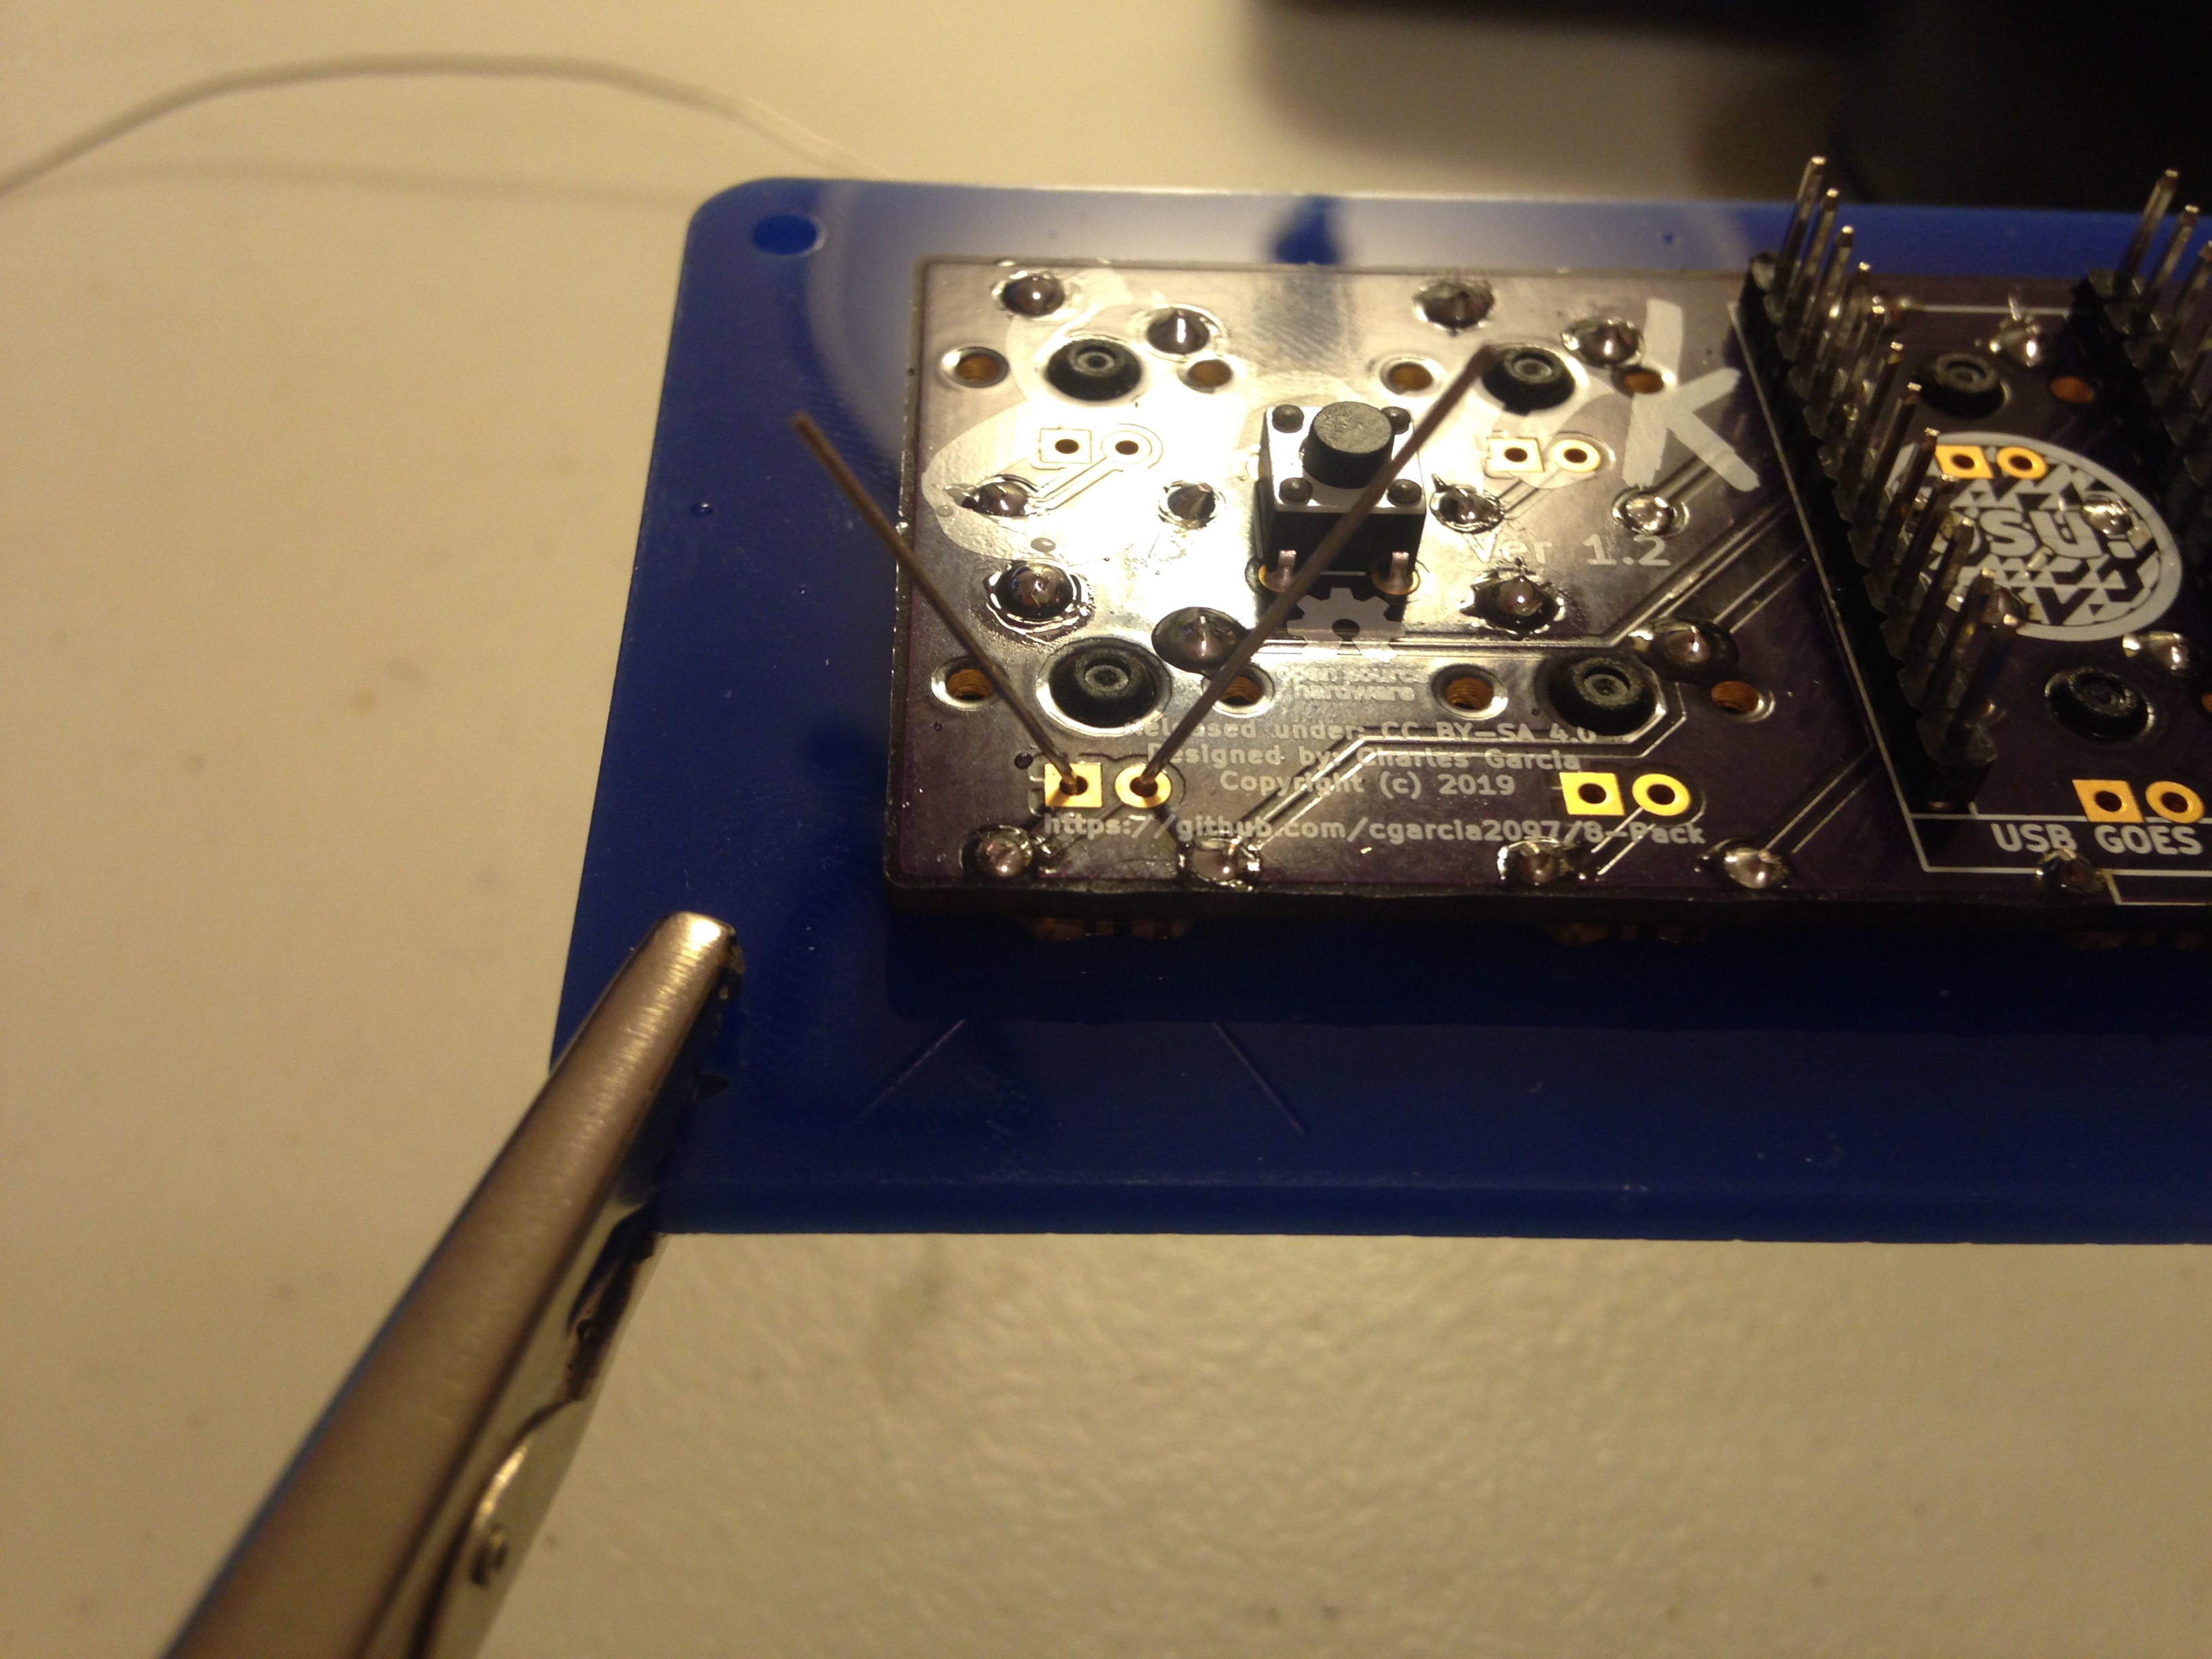 Ver 1.2
osu!
open source
hardware
Released under CC BY-SA 4.0
Designed by: Charles Garcia
Copyright (c) 2019
https://github.com/cgarcia2097/8-Pack
USB GOES